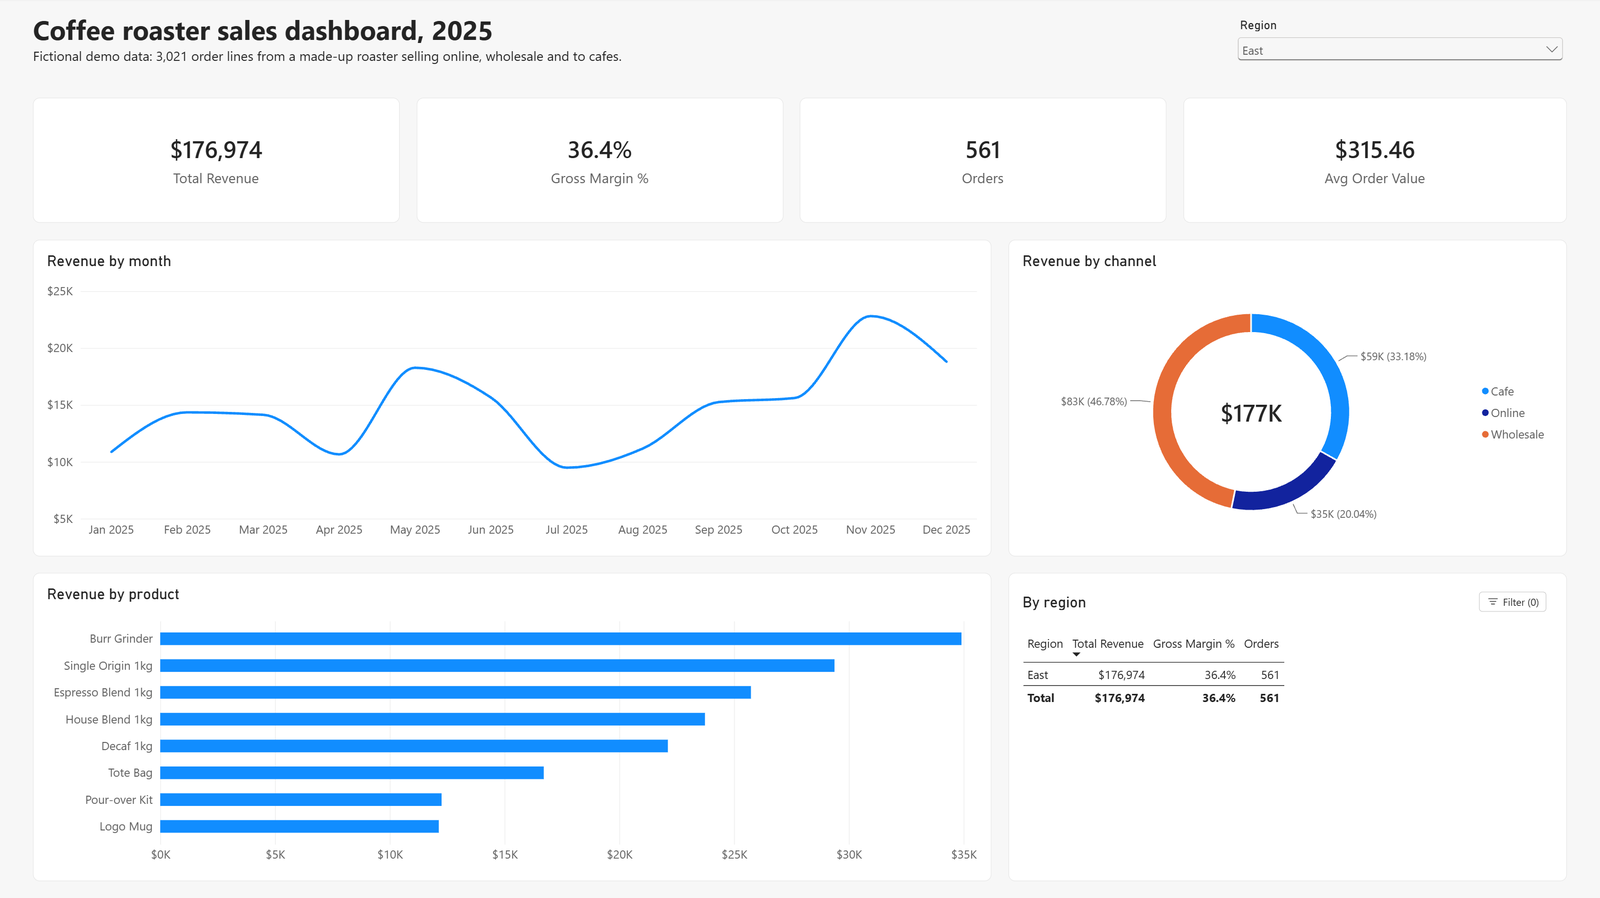 Coffee roaster sales dashboard, 2025
Fictional demo data: 3,021 order lines from a made-up roaster selling online, wholesale and to cafes.
Region
East
$176,974
Total Revenue
36.4%
Gross Margin %
561
Orders
$315.46
Avg Order Value
Revenue by month
$25K
$20K
$15K
$10K
$5K
Jan 2025 Feb 2025 Mar 2025 Apr 2025 May 2025 Jun 2025 Jul 2025 Aug 2025 Sep 2025 Oct 2025 Nov 2025 Dec 2025
Revenue by channel
$59K (33.18%)
$83K (46.78%)
$177K
$35K (20.04%)
Cafe
Online
Wholesale
Revenue by product
Burr Grinder
Single Origin 1kg
Espresso Blend 1kg
House Blend 1kg
Decaf 1kg
Tote Bag
Pour-over Kit
Logo Mug
$0K $5K $10K $15K $20K $25K $30K $35K
By region
Filter (0)
Region Total Revenue Gross Margin % Orders
East $176,974 36.4% 561
Total $176,974 36.4% 561